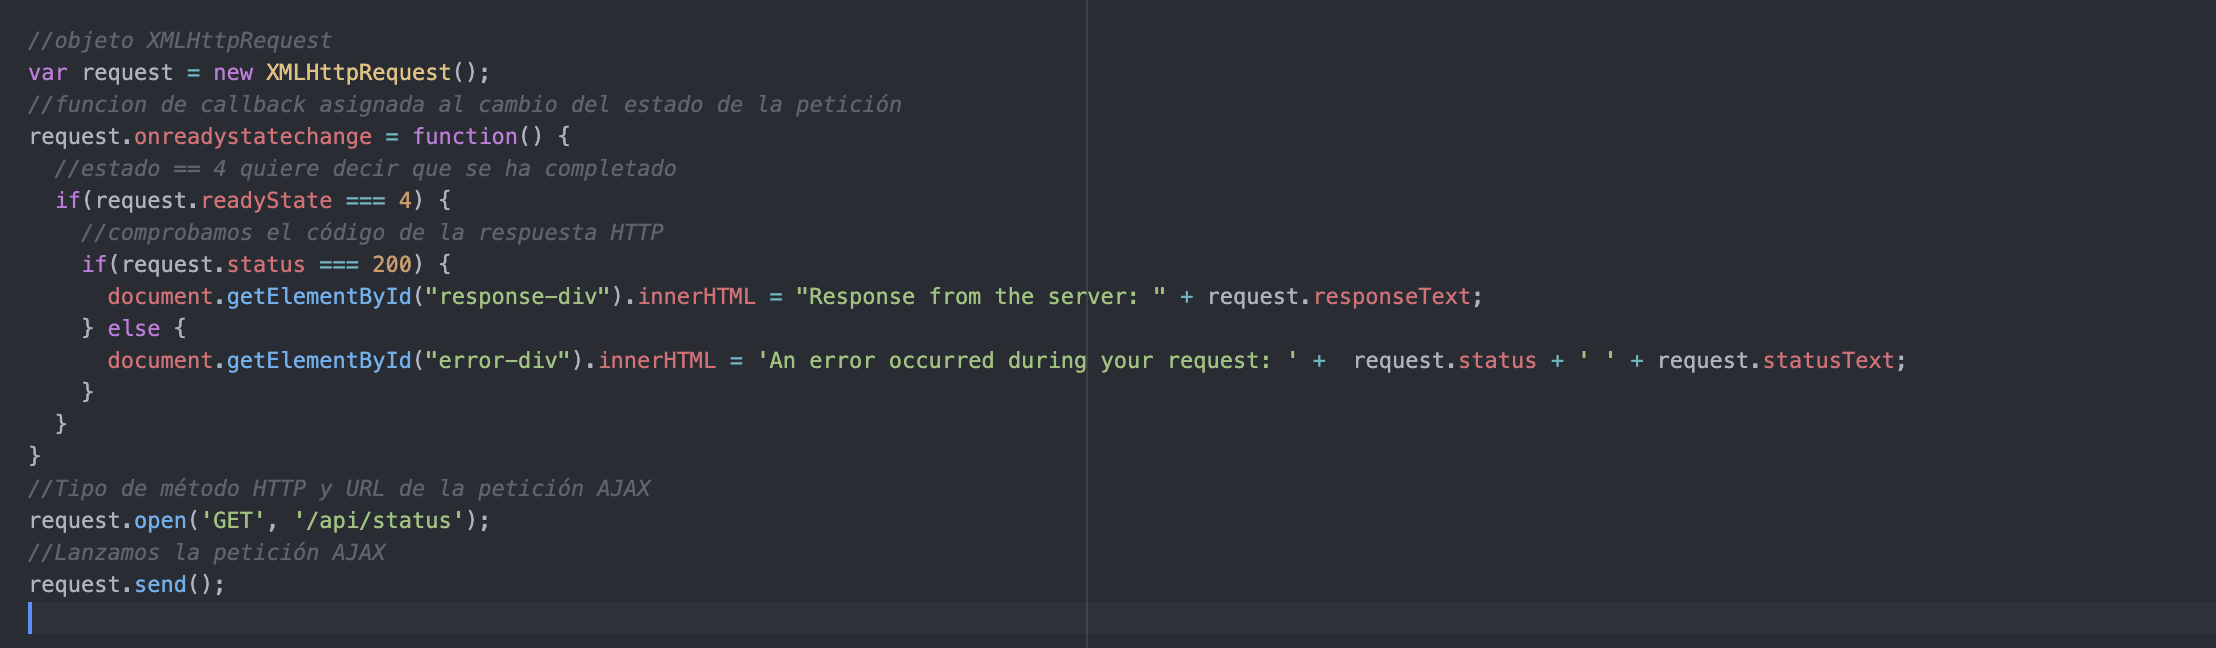 //objeto XMLHttpRequest
var request = new XMLHttpRequest();
//funcion de callback asignada al cambio del estado de la petición
request.onreadystatechange = function() {
  //estado == 4 quiere decir que se ha completado
  if(request.readyState === 4) {
    //comprobamos el código de la respuesta HTTP
    if(request.status === 200) {
      document.getElementById("response-div").innerHTML = "Response from the server: " + request.responseText;
    } else {
      document.getElementById("error-div").innerHTML = 'An error occurred during your request: ' +  request.status + ' ' + request.statusText;
    }
  }
}
//Tipo de método HTTP y URL de la petición AJAX
request.open('GET', '/api/status');
//Lanzamos la petición AJAX
request.send();